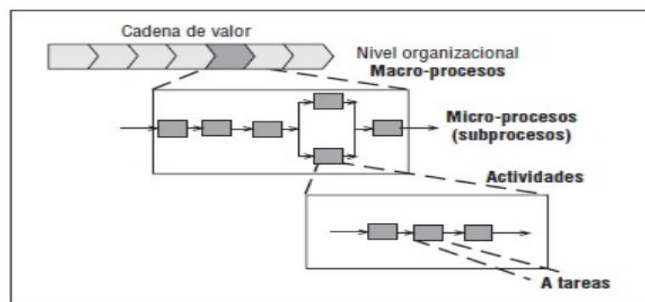 Cadena de valor
Nivel organizacional
Macro-procesos
Micro-procesos
(subprocesos)
Actividades
A tareas